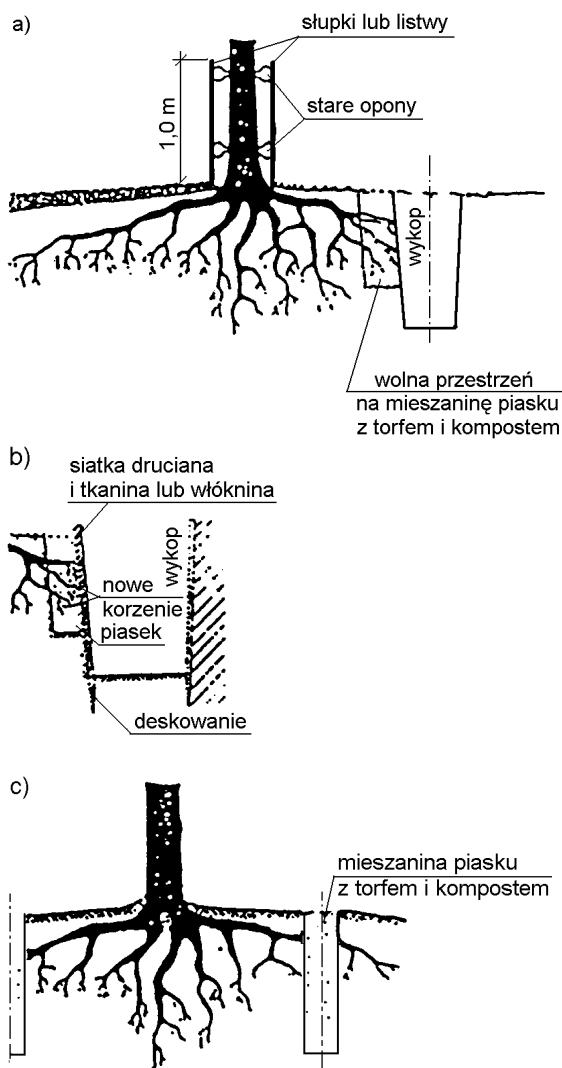 a)
słupki lub listwy
stare opony
1,0 m
wykop
wolna przestrzeń
na mieszaninę piasku
z torfem i kompostem
b)
siatka druciana
i tkanina lub włóknina
wykop
nowe
korzenie
piasek
deskowanie
c)
mieszanina piasku
z torfem i kompostem